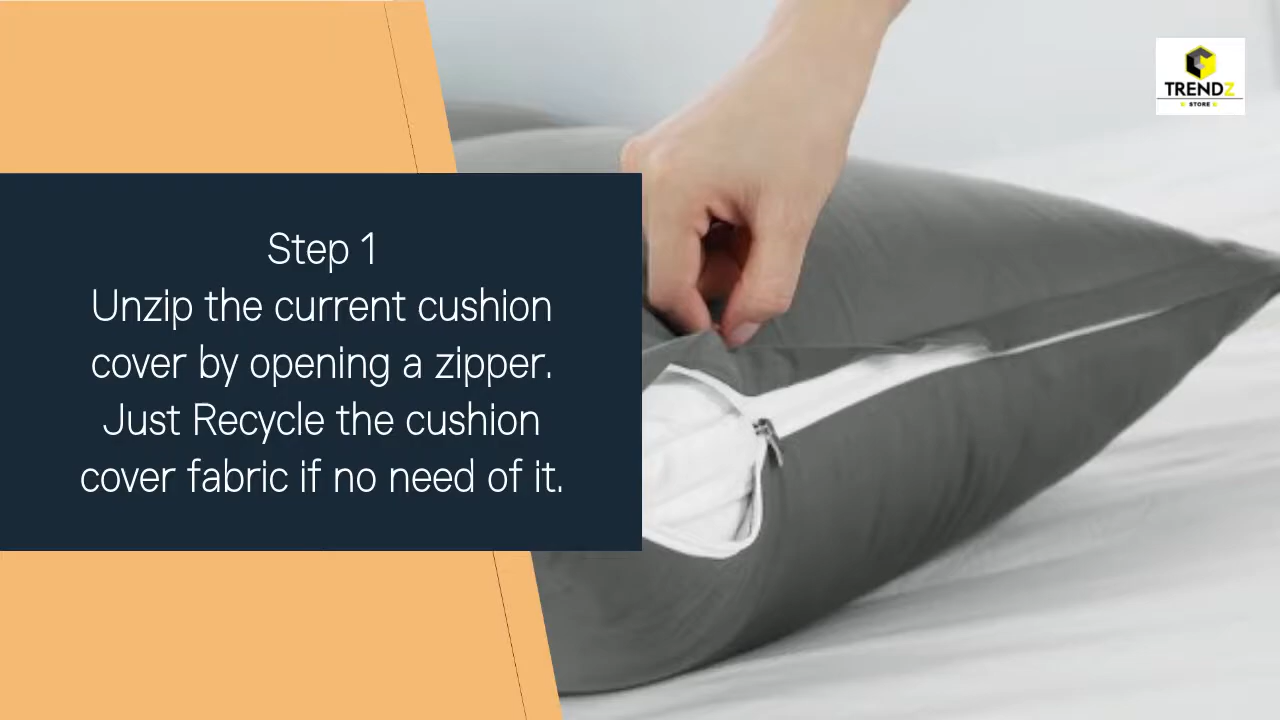 TRENDZ
STORE
Step 1
Unzip the current cushion
cover by opening a zipper.
Just Recycle the cushion
cover fabric if no need of it.